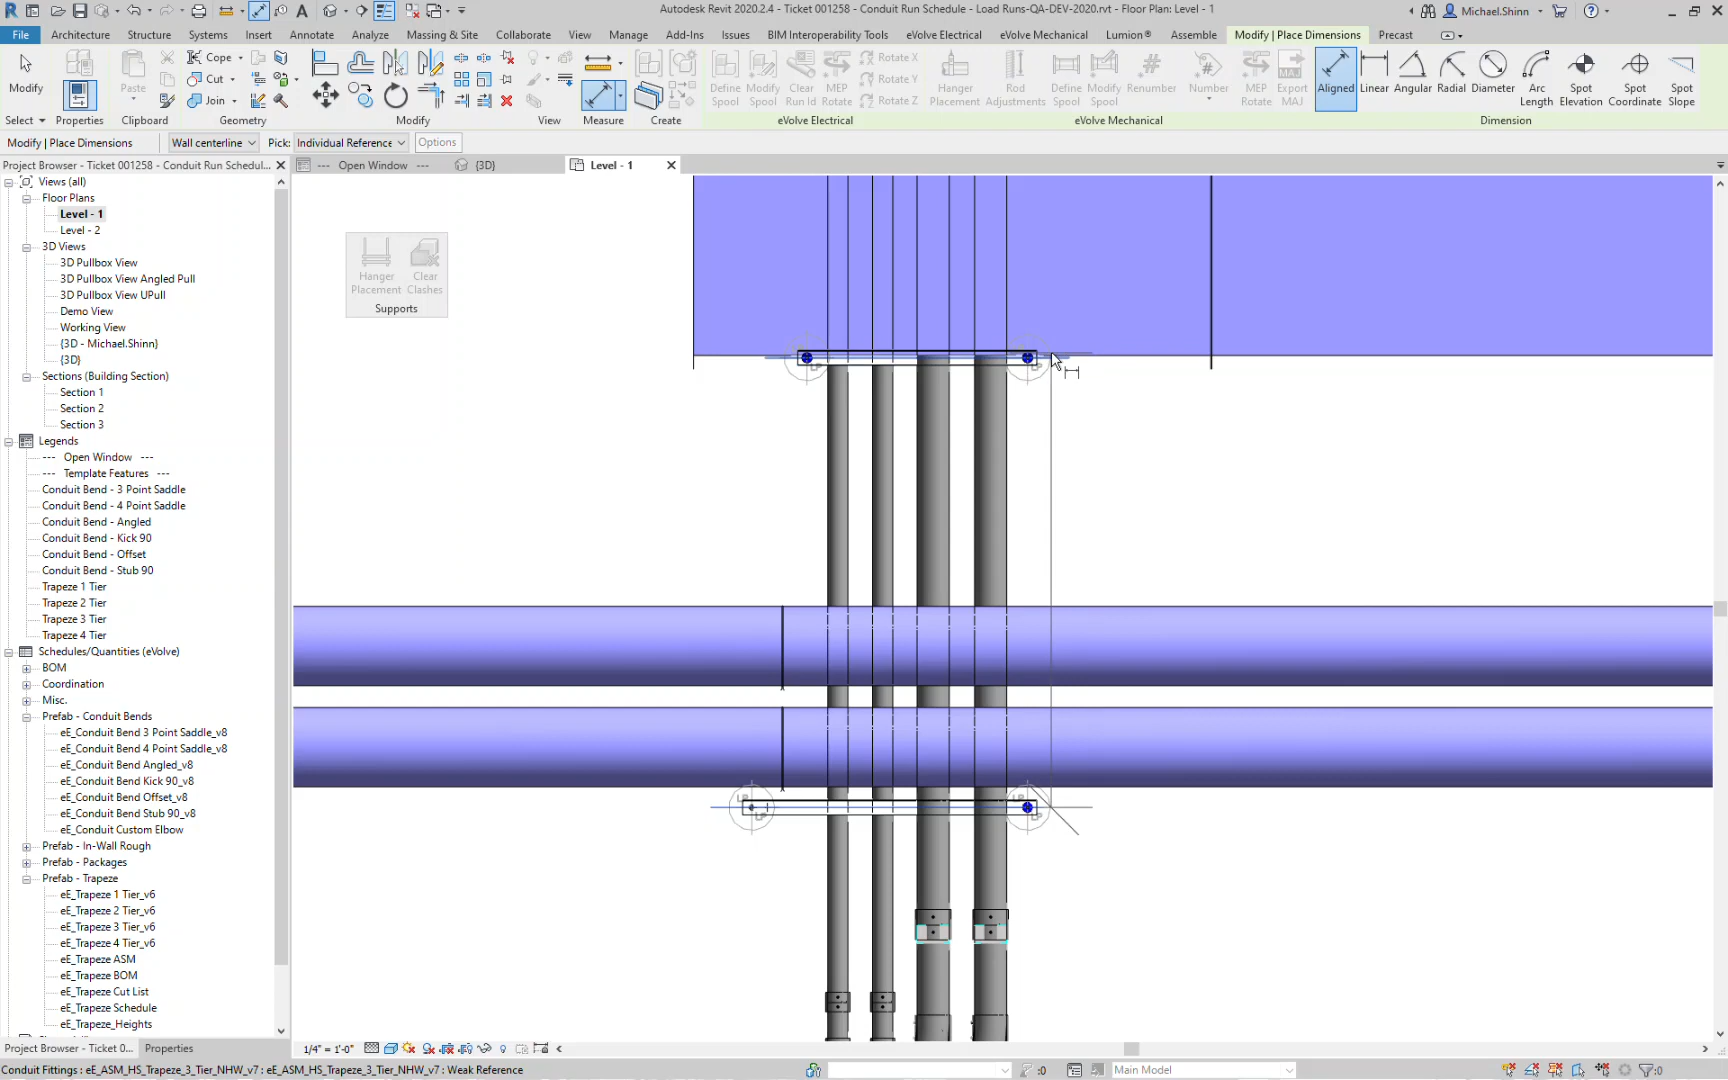 Autodesk Revit 2020.2.4 - Ticket 001258 - Conduit Run Schedule - Load Runs-QA-DEV-2020.rvt - Floor Plan: Level - 1
Michael.Shinn
File Architecture Structure Systems Insert Annotate Analyze Massing & Site Collaborate View Manage Add-Ins Issues BIM Interoperability Tools eVolve Electrical eVolve Mechanical Lumion® Assemble Modify | Place Dimensions Precast
Modify
Properties
Paste
Cope
Cut
Join
Define Spool
Modify Spool
Clear Run Id
MEP Rotate
Rotate X
Rotate Y
Rotate Z
Hanger Placement
Rod Adjustments
Define Spool
Modify Spool
Renumber
Number
MEP Rotate
Export MAJ
Aligned
Linear
Angular
Radial
Diameter
Arc Length
Spot Elevation
Spot Coordinate
Spot Slope
Select Properties Clipboard Geometry Modify View Measure Create eVolve Electrical eVolve Mechanical Dimension
Modify | Place Dimensions Wall centerline Pick: Individual Reference Options
Project Browser - Ticket 001258 - Conduit Run Schedul...
--- Open Window --- {3D} Level - 1
Views (all)
Floor Plans
Level - 1
Level - 2
3D Views
3D Pullbox View
3D Pullbox View Angled Pull
3D Pullbox View UPull
Demo View
Working View
{3D - Michael.Shinn}
{3D}
Sections (Building Section)
Section 1
Section 2
Section 3
Legends
--- Open Window ---
--- Template Features ---
Conduit Bend - 3 Point Saddle
Conduit Bend - 4 Point Saddle
Conduit Bend - Angled
Conduit Bend - Kick 90
Conduit Bend - Offset
Conduit Bend - Stub 90
Trapeze 1 Tier
Trapeze 2 Tier
Trapeze 3 Tier
Trapeze 4 Tier
Schedules/Quantities (eVolve)
BOM
Coordination
Misc.
Prefab - Conduit Bends
eE_Conduit Bend 3 Point Saddle_v8
eE_Conduit Bend 4 Point Saddle_v8
eE_Conduit Bend Angled_v8
eE_Conduit Bend Kick 90_v8
eE_Conduit Bend Offset_v8
eE_Conduit Bend Stub 90_v8
eE_Conduit Custom Elbow
Prefab - In-Wall Rough
Prefab - Packages
Prefab - Trapeze
eE_Trapeze 1 Tier_v6
eE_Trapeze 2 Tier_v6
eE_Trapeze 3 Tier_v6
eE_Trapeze 4 Tier_v6
eE_Trapeze ASM
eE_Trapeze BOM
eE_Trapeze Cut List
eE_Trapeze Schedule
eE_Trapeze_Heights
Hanger Placement
Clear Clashes
Supports
Project Browser - Ticket 0... Properties
1/4" = 1'-0"
Conduit Fittings : eE_ASM_HS_Trapeze_3_Tier_NHW_v7 : eE_ASM_HS_Trapeze_3_Tier_NHW_v7 : Weak Reference
:0 Main Model :0